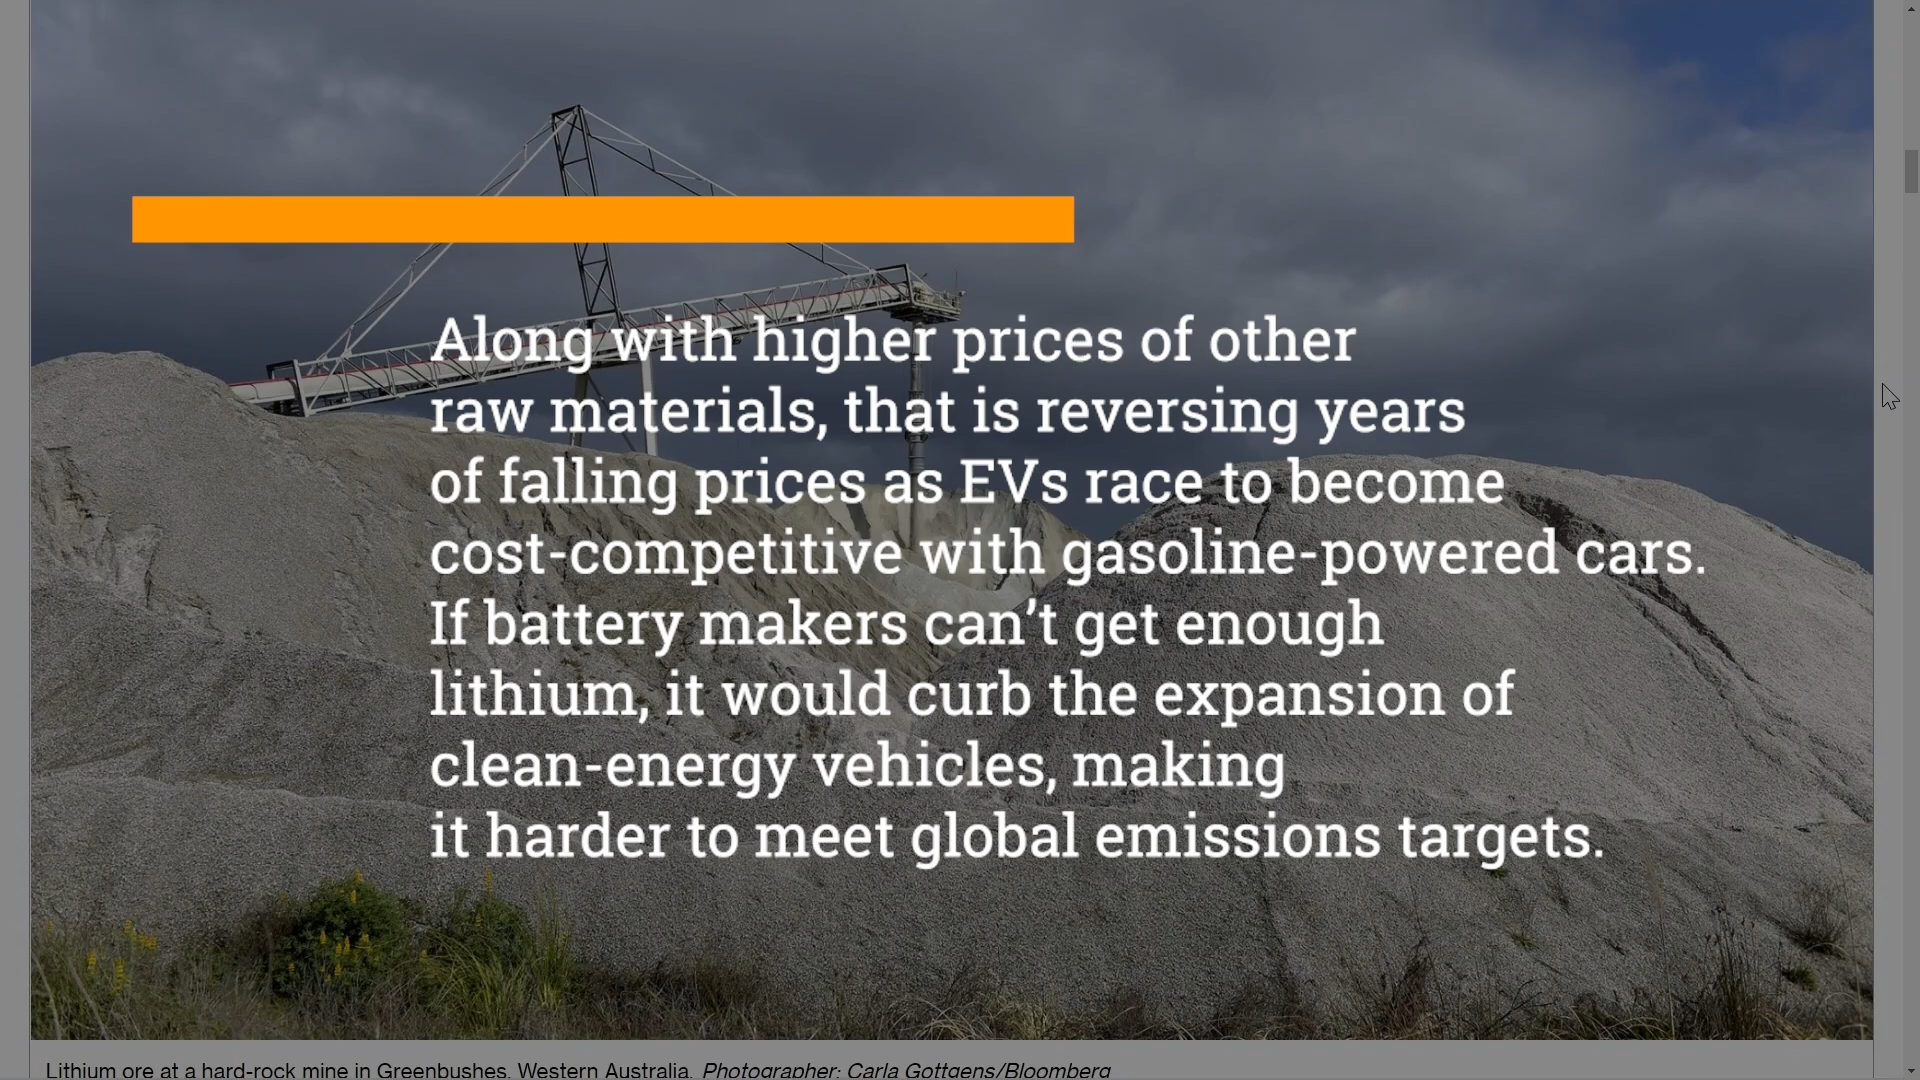 Along with higher prices of other
raw materials, that is reversing years
of falling prices as EVs race to become
cost-competitive with gasoline-powered cars.
If battery makers can’t get enough
lithium, it would curb the expansion of
clean-energy vehicles, making
it harder to meet global emissions targets.
Lithium ore at a hard-rock mine in Greenbushes, Western Australia. Photographer: Carla Gottgens/Bloomberg